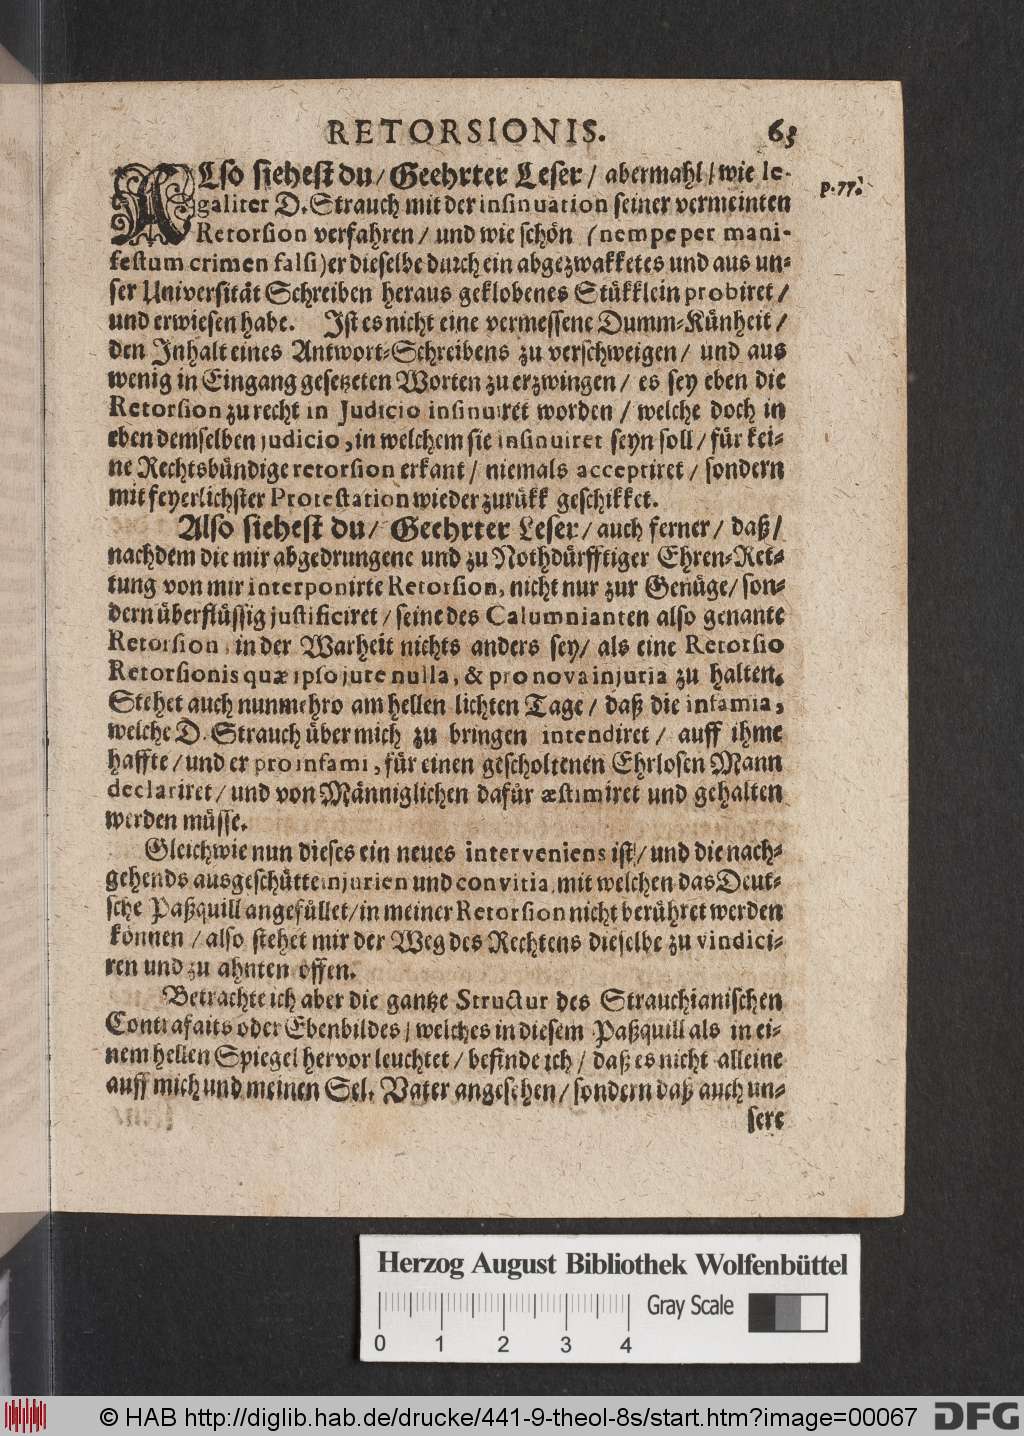 RETORSIONIS. 63
ALso siehest du/ Geehrter Leser/ abermahl/ wie le-
p. 77.
galiter D. Strauch mit der insinuation seiner vermeinten
Retorsion verfahren/ und wie schön (nempe per mani-
festum crimen falsi) er dieselbe durch ein abgezwakketes und aus un-
ser Universität Schreiben heraus geklobenes Stükklein probiret/
und erwiesen habe. Ist es nicht eine vermessene Dumm-Künheit/
den Inhalt eines Antwort-Schreibens zu verschweigen/ und aus
wenig in Eingang gesetzeten Worten zu erzwingen/ es sey eben die
Retorsion zu recht in Judicio insinuiret worden/ welche doch in
eben demselben judicio, in welchem sie insinuiret seyn soll/ für kei-
ne Rechtsbündige retorsion erkant/ niemals acceptiret/ sondern
mit feyerlichster Protestation wieder zurükk geschikket.
Also siehest du/ Geehrter Leser/ auch ferner/ daß/
nachdem die mir abgedrungene und zu Nothdürfftiger Ehren-Ret-
tung von mir interponirte Retorsion, nicht nur zur Genüge/ son-
dern überflüssig justificiret/ seine des Calumnianten also genante
Retorsion, in der Warheit nichts anders sey/ als eine Retorsio
Retorsionis quæ ipso jure nulla, & pro nova injuria zu halten.
Stehet auch nunmehro am hellen lichten Tage/ daß die infamia,
welche D. Strauch über mich zu bringen intendiret/ auff ihme
haffte/ und er pro infami, für einen gescholtenen Ehrlosen Mann
declariret/ und von Männiglichen dafür æstimiret und gehalten
werden müsse.
Gleichwie nun dieses ein neues interveniens ist/ und die nach-
gehends ausgeschütte injurien und convitia, mit welchen das Deut-
sche Paßquill angefüllet/ in meiner Retorsion nicht berühret werden
können/ also stehet mir der Weg des Rechtens dieselbe zu vindici-
ren und zu ahnten offen.
Betrachte ich aber die gantze Structur des Strauchianischen
Contrafaits oder Ebenbildes/ welches in diesem Paßquill als in ei-
nem hellen Spiegel hervor leuchtet/ befinde ich/ daß es nicht alleine
auff mich und meinen Sel. Vater angesehen/ sondern daß auch un-
sere
Herzog August Bibliothek Wolfenbüttel
Gray Scale
0 1 2 3 4
© HAB http://diglib.hab.de/drucke/441-9-theol-8s/start.htm?image=00067
DFG